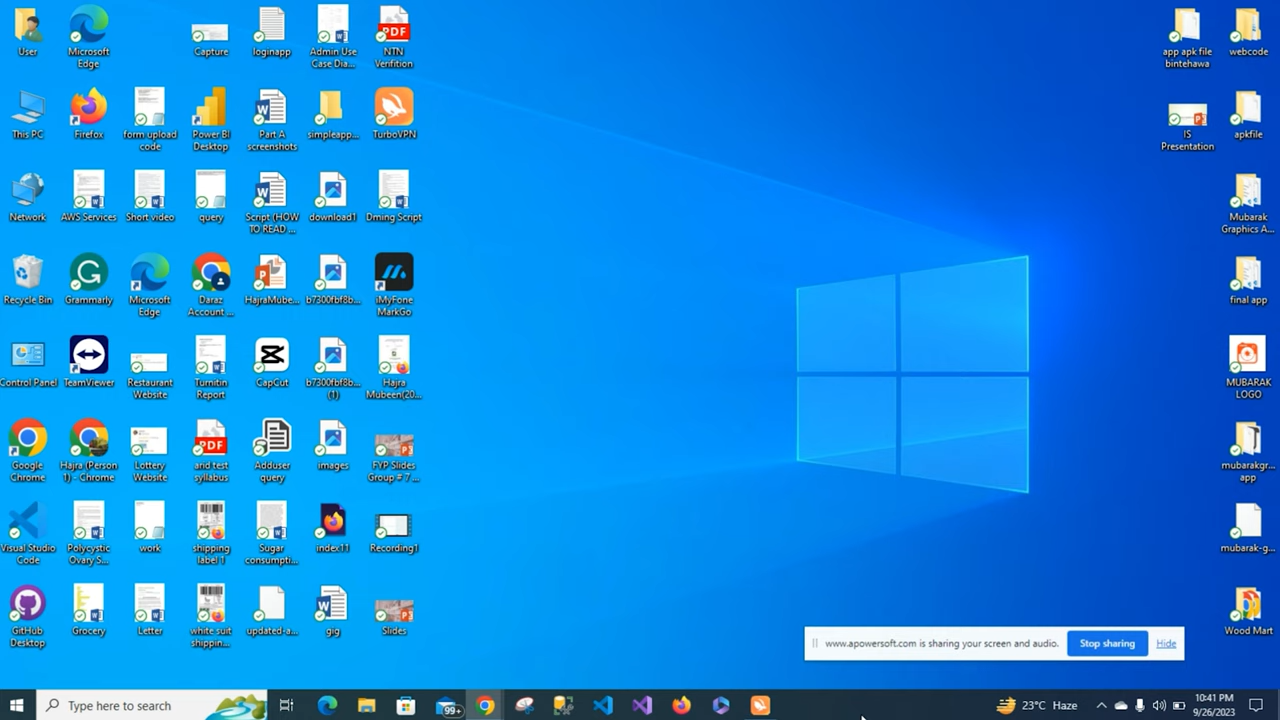 User
Microsoft
Edge
Capture
loginapp
Admin Use
Case Dia...
PDF
NTN
Verifition
app apk file
bintehawa
webcode
This PC
Firefox
form upload
code
Power BI
Desktop
Part A
screenshots
simpleapp...
TurboVPN
IS
Presentation
apkfile
Network
AWS Services
Short video
query
Script (HOW
TO READ ...
download1
Dming Script
Mubarak
Graphics A...
Recycle Bin
Grammarly
Microsoft
Edge
Daraz
Account ...
HajraMube...
b7300fbf8b...
iMyFone
MarkGo
final app
Control Panel
TeamViewer
Restaurant
Website
Turnitin
Report
CapCut
b7300fbf8b...
(1)
Hajra
Mubeen(20...
MUBARAK
LOGO
Google
Chrome
Hajra (Person
1) - Chrome
Lottery
Website
PDF
arid test
syllabus
Adduser
query
images
FYP Slides
Group # 7 ...
mubarakgr...
app
Visual Studio
Code
Polycystic
Ovary S...
work
shipping
label 1
Sugar
consumpti...
index11
Recording1
mubarak-g...
GitHub
Desktop
Grocery
Letter
white suit
shippin...
updated-a...
gig
Slides
Wood Mart
www.apowersoft.com is sharing your screen and audio.
Stop sharing
Hide
Type here to search
99+
23°C Haze
10:41 PM
9/26/2023